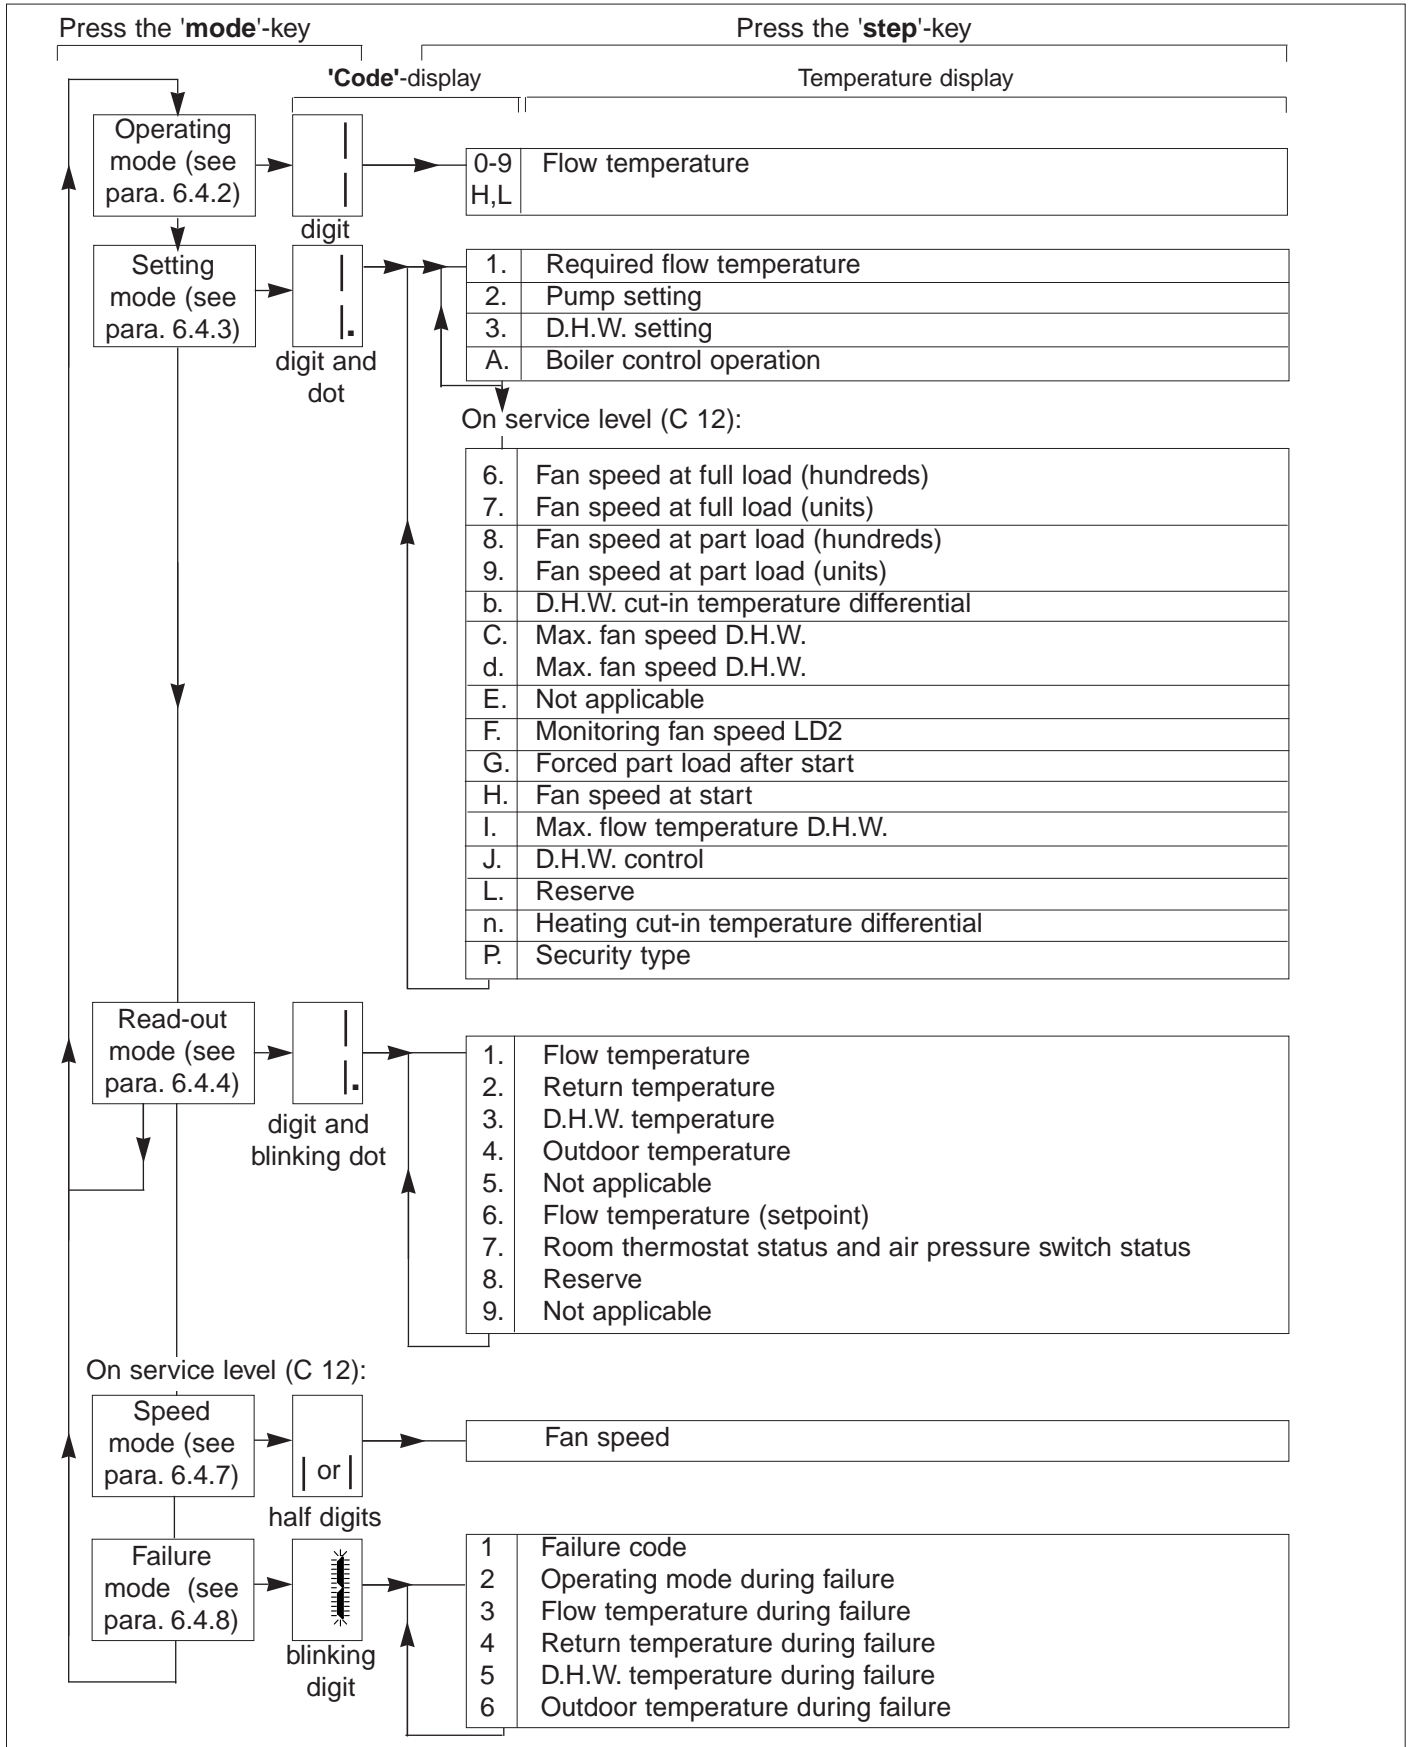 Press the 'mode'-key
Press the 'step'-key
'Code'-display
Temperature display
Operating
mode (see
para. 6.4.2)
digit
0-9 Flow temperature
H,L
Setting
mode (see
para. 6.4.3)
digit and
dot
1. Required flow temperature
2. Pump setting
3. D.H.W. setting
A. Boiler control operation
On service level (C 12):
6. Fan speed at full load (hundreds)
7. Fan speed at full load (units)
8. Fan speed at part load (hundreds)
9. Fan speed at part load (units)
b. D.H.W. cut-in temperature differential
C. Max. fan speed D.H.W.
d. Max. fan speed D.H.W.
E. Not applicable
F. Monitoring fan speed LD2
G. Forced part load after start
H. Fan speed at start
I. Max. flow temperature D.H.W.
J. D.H.W. control
L. Reserve
n. Heating cut-in temperature differential
P. Security type
Read-out
mode (see
para. 6.4.4)
digit and
blinking dot
1. Flow temperature
2. Return temperature
3. D.H.W. temperature
4. Outdoor temperature
5. Not applicable
6. Flow temperature (setpoint)
7. Room thermostat status and air pressure switch status
8. Reserve
9. Not applicable
On service level (C 12):
Speed
mode (see
para. 6.4.7)
| or |
half digits
Fan speed
Failure
mode (see
para. 6.4.8)
blinking
digit
1 Failure code
2 Operating mode during failure
3 Flow temperature during failure
4 Return temperature during failure
5 D.H.W. temperature during failure
6 Outdoor temperature during failure